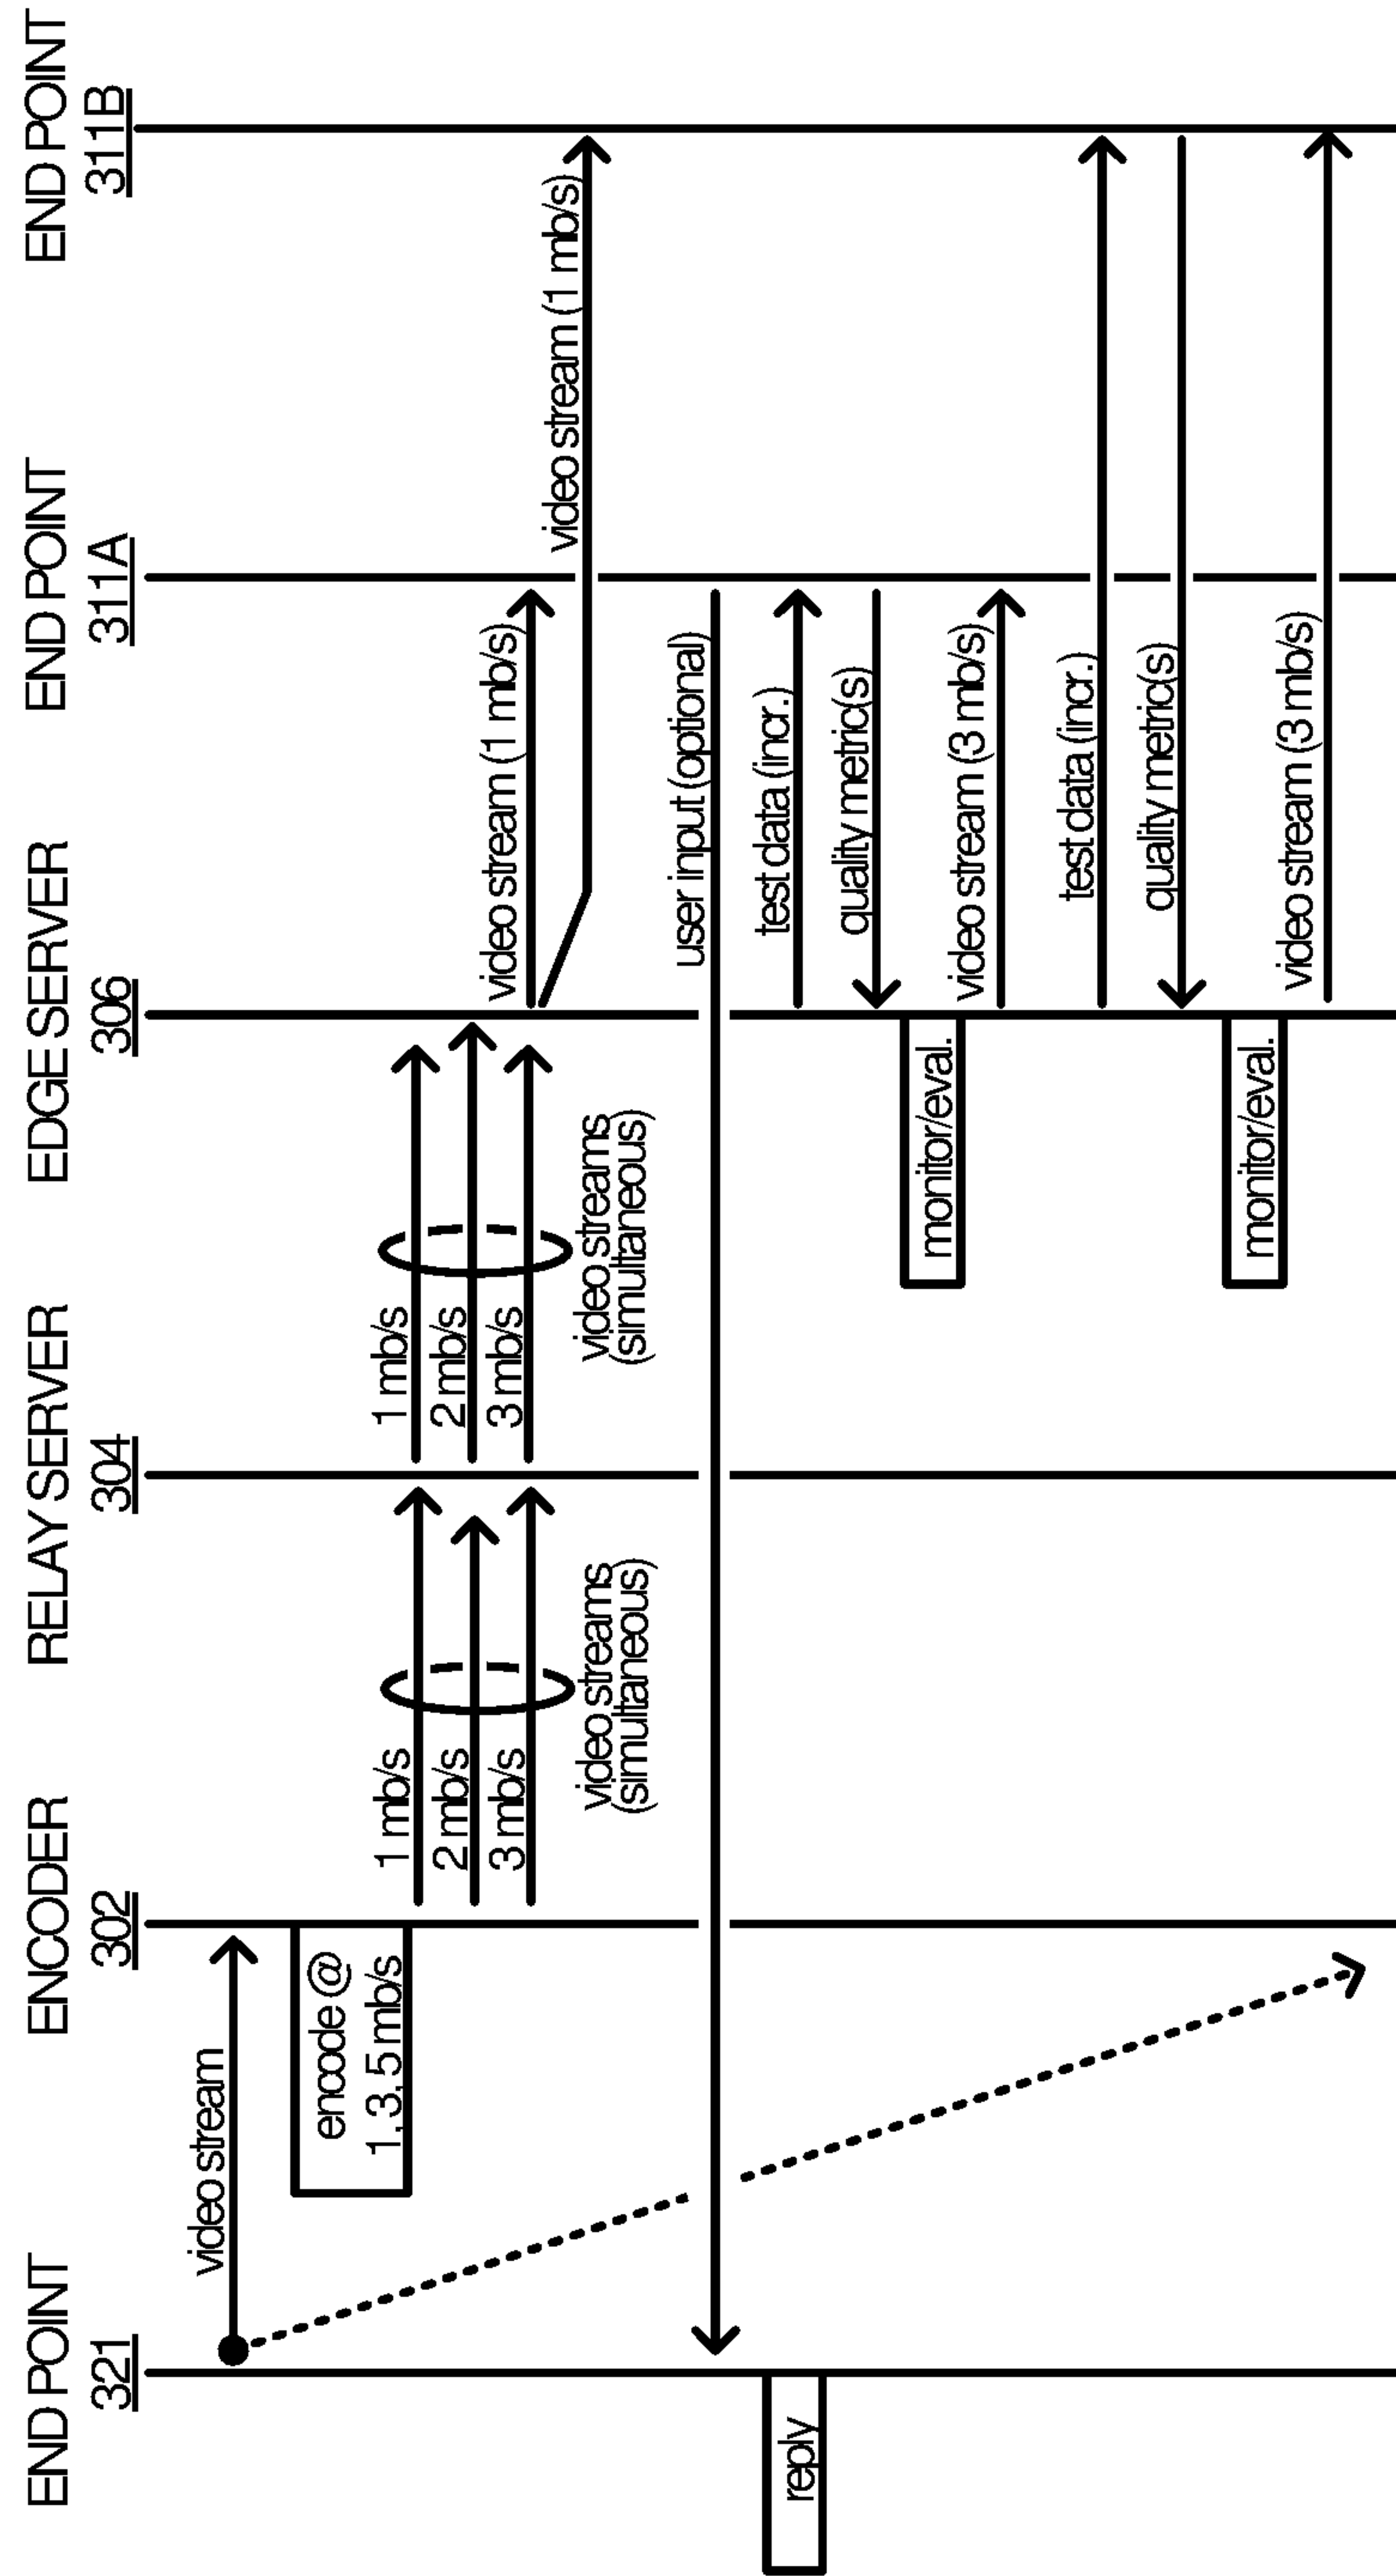 END POINT
321
ENCODER
302
RELAY SERVER
304
EDGE SERVER
306
END POINT
311A
END POINT
311B
video stream
encode @
1,3,5 mb/s
1 mb/s
2 mb/s
3 mb/s
video streams
(simultaneous)
1 mb/s
2 mb/s
3 mb/s
video streams
(simultaneous)
video stream (1 mb/s)
video stream (1 mb/s)
user input (optional)
reply
test data (incr.)
quality metric(s)
monitor/eval.
video stream (3 mb/s)
test data (incr.)
quality metric(s)
monitor/eval.
video stream (3 mb/s)